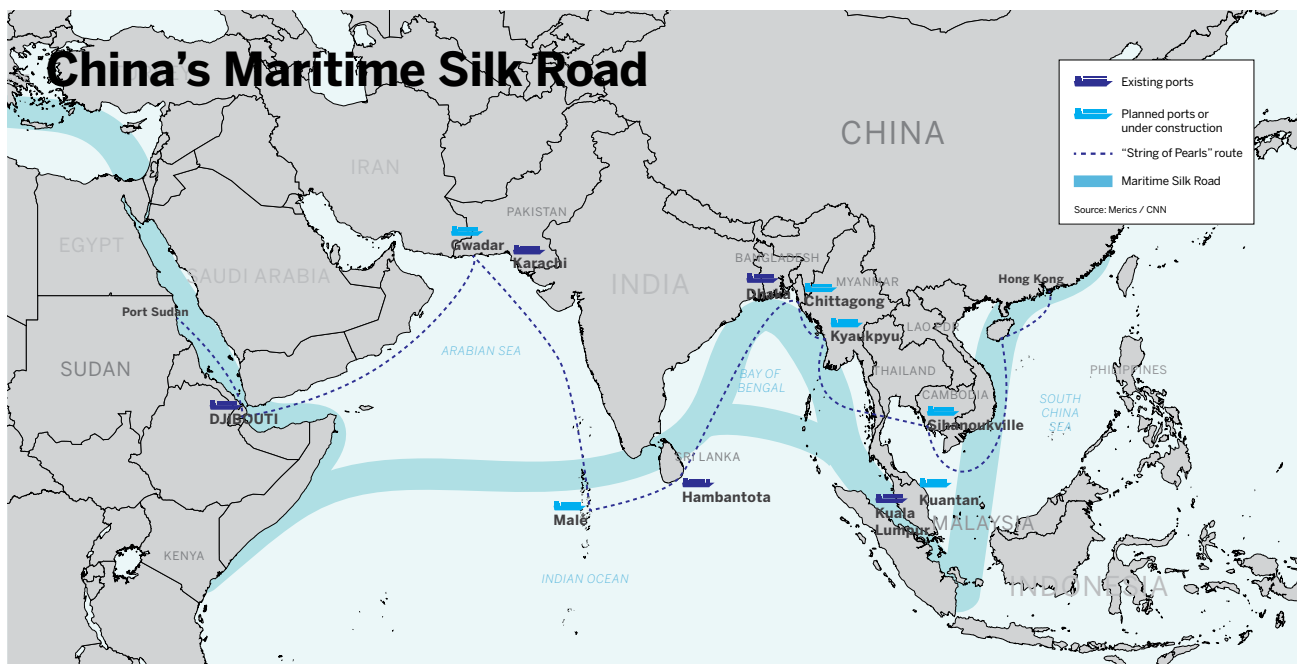 China's Maritime Silk Road
Existing ports
Planned ports or
under construction
"String of Pearls" route
Maritime Silk Road
Source: Merics / CNN
CHINA
IRAN
PAKISTAN
Gwadar
Karachi
EGYPT
SAUDI ARABIA
INDIA
BANGLADESH
Dhaka
MYANMAR
Chittagong
Hong Kong
Port Sudan
Kyaukpyu
LAO PDR
ARABIAN SEA
SUDAN
BAY OF
BENGAL
THAILAND
PHILIPPINES
CAMBODIA
Sihanoukville
SOUTH
CHINA
SEA
DJIBOUTI
SRI LANKA
Hambantota
Kuantan
Malé
Kuala
Lumpur
MALAYSIA
KENYA
INDIAN OCEAN
INDONESIA